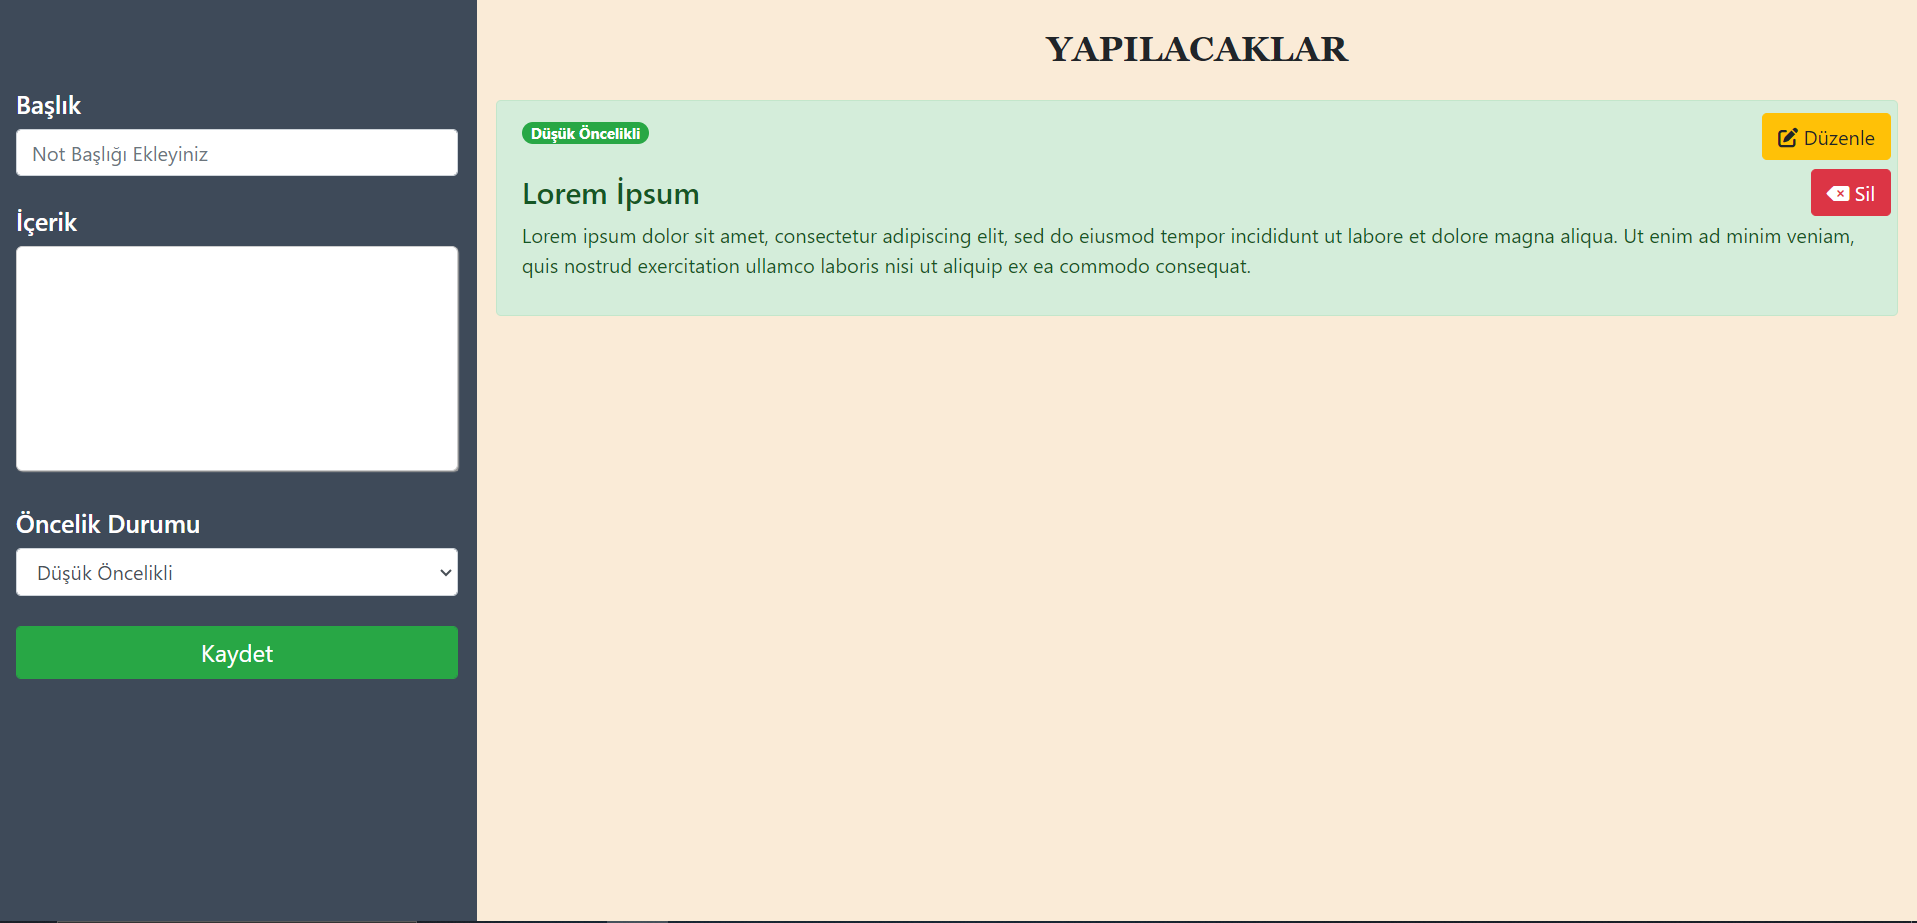 Başlık
Not Başlığı Ekleyiniz
İçerik
Öncelik Durumu
Düşük Öncelikli
Kaydet
YAPILACAKLAR
Düşük Öncelikli
Düzenle
Sil
Lorem İpsum
Lorem ipsum dolor sit amet, consectetur adipiscing elit, sed do eiusmod tempor incididunt ut labore et dolore magna aliqua. Ut enim ad minim veniam,
quis nostrud exercitation ullamco laboris nisi ut aliquip ex ea commodo consequat.